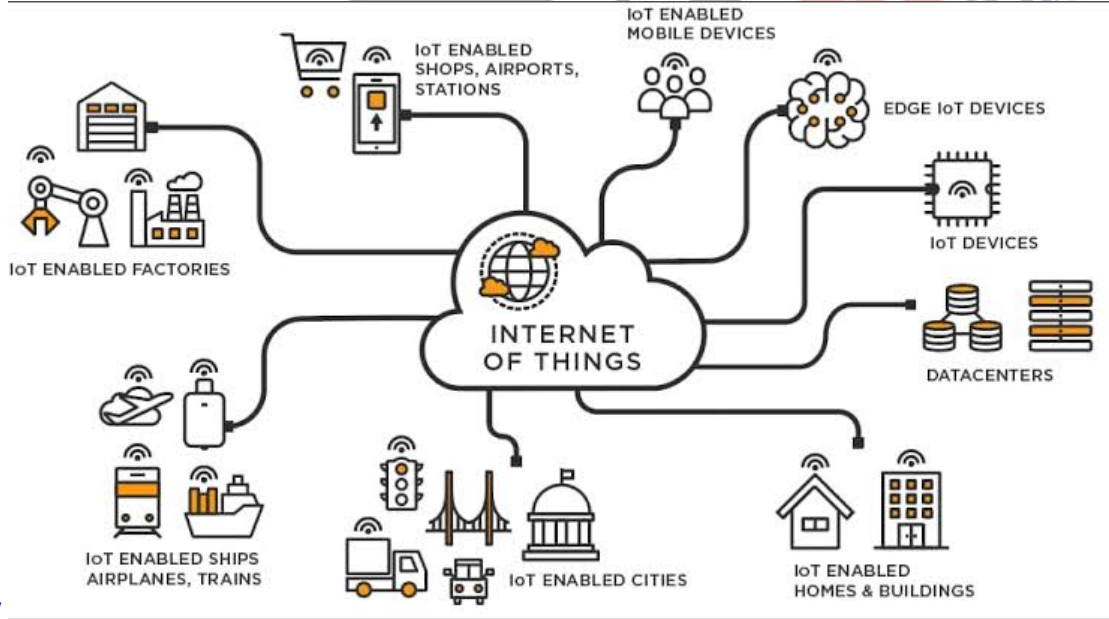 IoT ENABLED
SHOPS, AIRPORTS,
STATIONS
IoT ENABLED
MOBILE DEVICES
EDGE IoT DEVICES
IoT DEVICES
IoT ENABLED FACTORIES
INTERNET
OF THINGS
DATACENTERS
IoT ENABLED SHIPS
AIRPLANES, TRAINS
IoT ENABLED CITIES
IoT ENABLED
HOMES & BUILDINGS